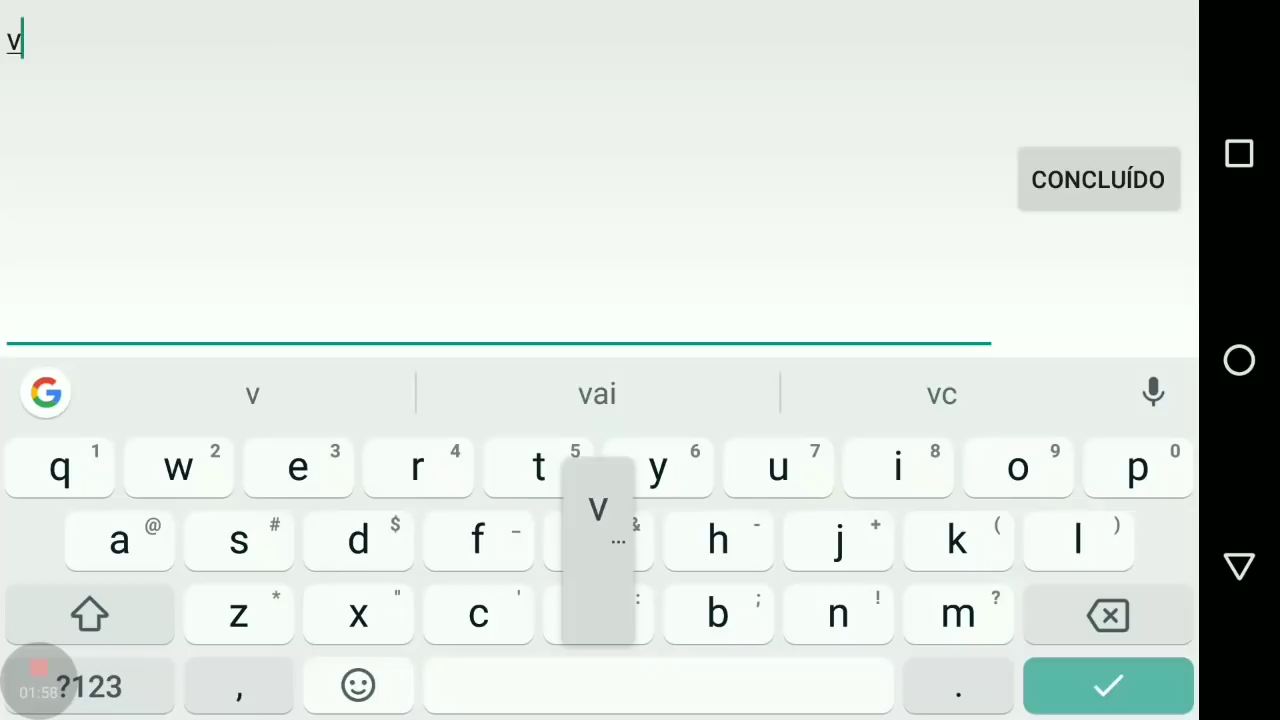 v
CONCLUÍDO
v vai vc
q 1 w 2 e 3 r 4 t 5 y 6 u 7 i 8 o 9 p 0
v
a @ s # d $ f _ & h - j + k ( l )
z * x " c ' : b ; n ! m ?
01:58 ?123 , .